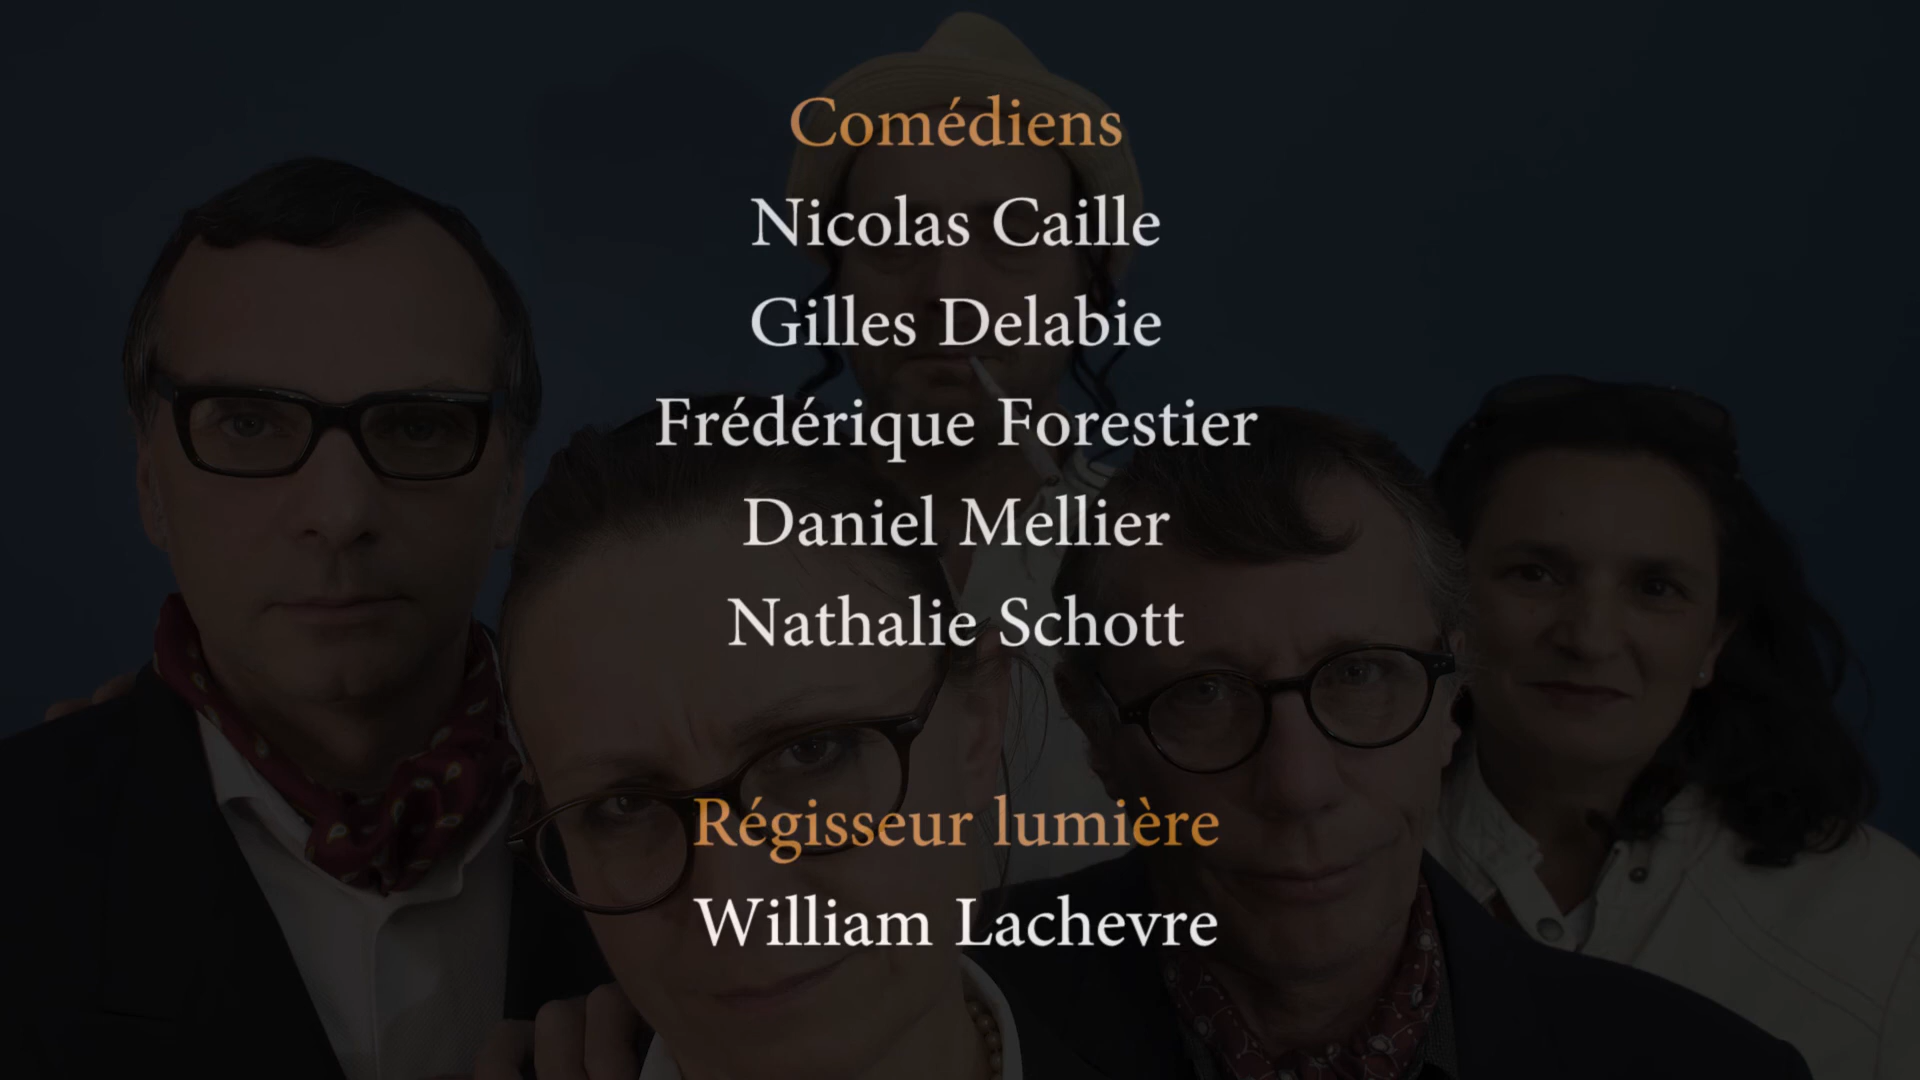 Comédiens
Nicolas Caille
Gilles Delabie
Frédérique Forestier
Daniel Mellier
Nathalie Schott
Régisseur lumière
William Lachevre